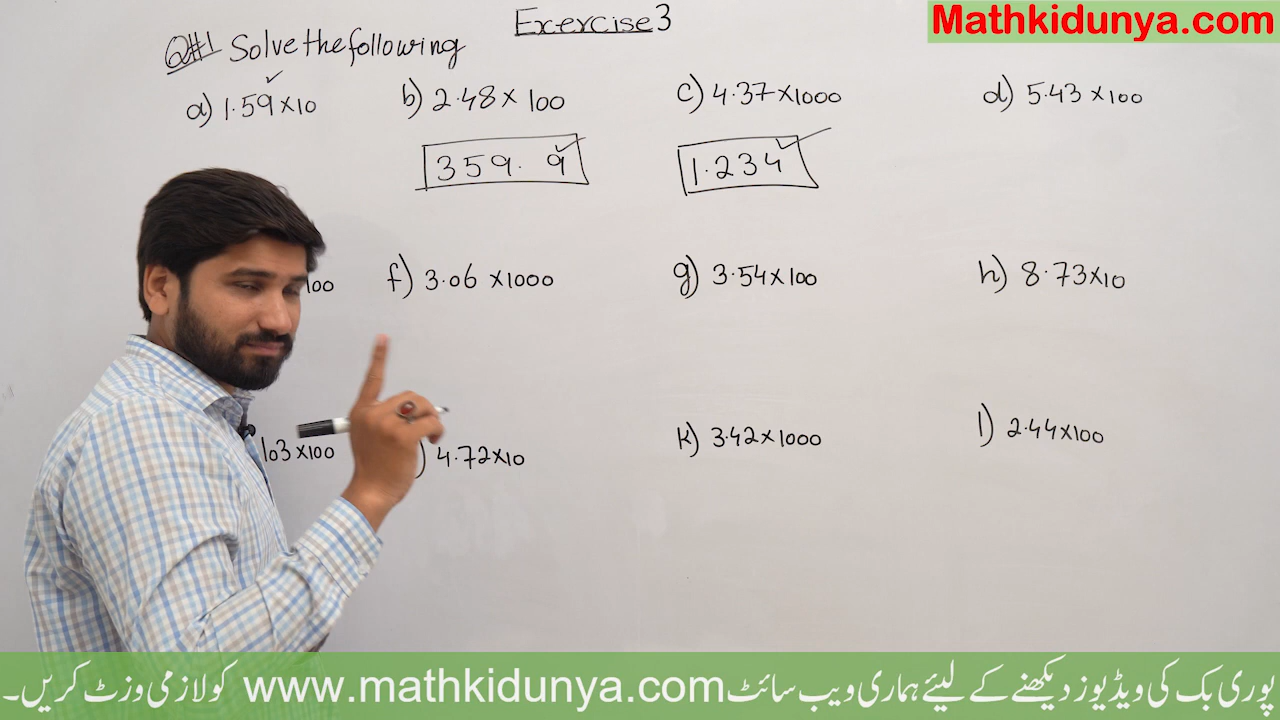 Mathkidunya.com
Exercise 3
Q#1 Solve the following
a) 1.59×10 b) 2.48× 100 c) 4.37×1000 d) 5.43 ×100
359. 9 1.234
100 f) 3.06 ×1000 g) 3.54×100 h) 8.73×10
103×100 ) 4.72×10 k) 3.42×1000 l) 2.44×100
پوری بک کی ویڈیوز دیکھنے کے لیئے ہماری ویب سائٹ www.mathkidunya.com کو لازمی وزٹ کریں۔